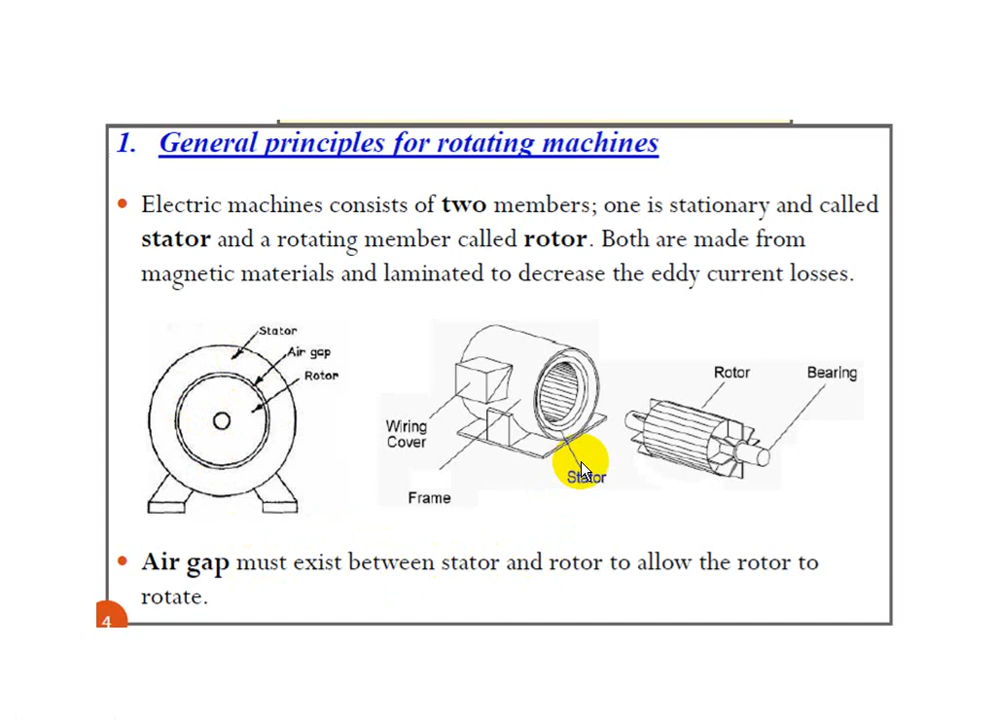 1. General principles for rotating machines
• Electric machines consists of two members; one is stationary and called
stator and a rotating member called rotor. Both are made from
magnetic materials and laminated to decrease the eddy current losses.
Stator
Air gap
Rotor
Wiring
Cover
Frame
Stator
Rotor
Bearing
• Air gap must exist between stator and rotor to allow the rotor to
rotate.
4